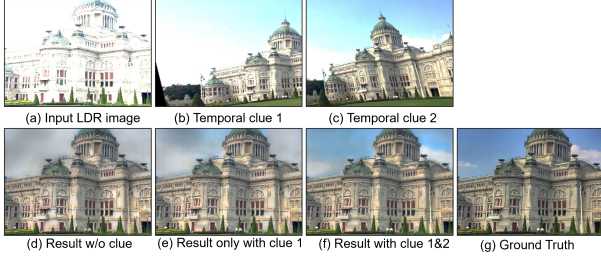 (a) Input LDR image
(b) Temporal clue 1
(c) Temporal clue 2
(d) Result w/o clue
(e) Result only with clue 1
(f) Result with clue 1&2
(g) Ground Truth